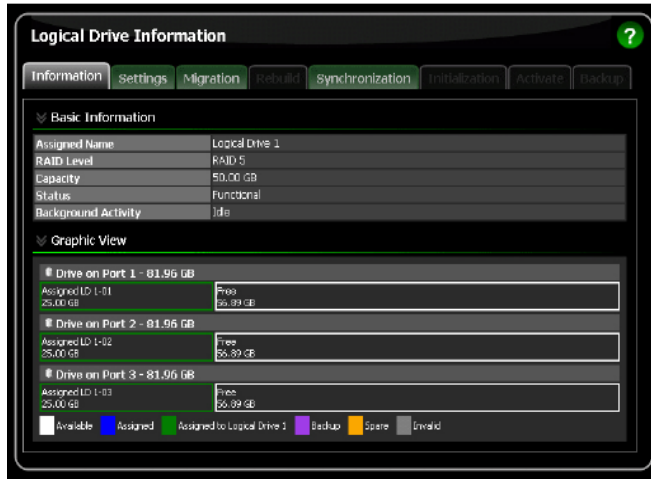 Logical Drive Information
?
Information Settings Migration Rebuild Synchronization Initialization Activate Backup
Basic Information
Assigned Name Logical Drive 1
RAID Level RAID 5
Capacity 50.00 GB
Status Functional
Background Activity Idle
Graphic View
Drive on Port 1 - 81.96 GB
Assigned LD 1-01 Free
25.00 GB 56.89 GB
Drive on Port 2 - 81.96 GB
Assigned LD 1-02 Free
25.00 GB 56.89 GB
Drive on Port 3 - 81.96 GB
Assigned LD 1-03 Free
25.00 GB 56.89 GB
Available Assigned Assigned to Logical Drive 1 Backup Spare Invalid